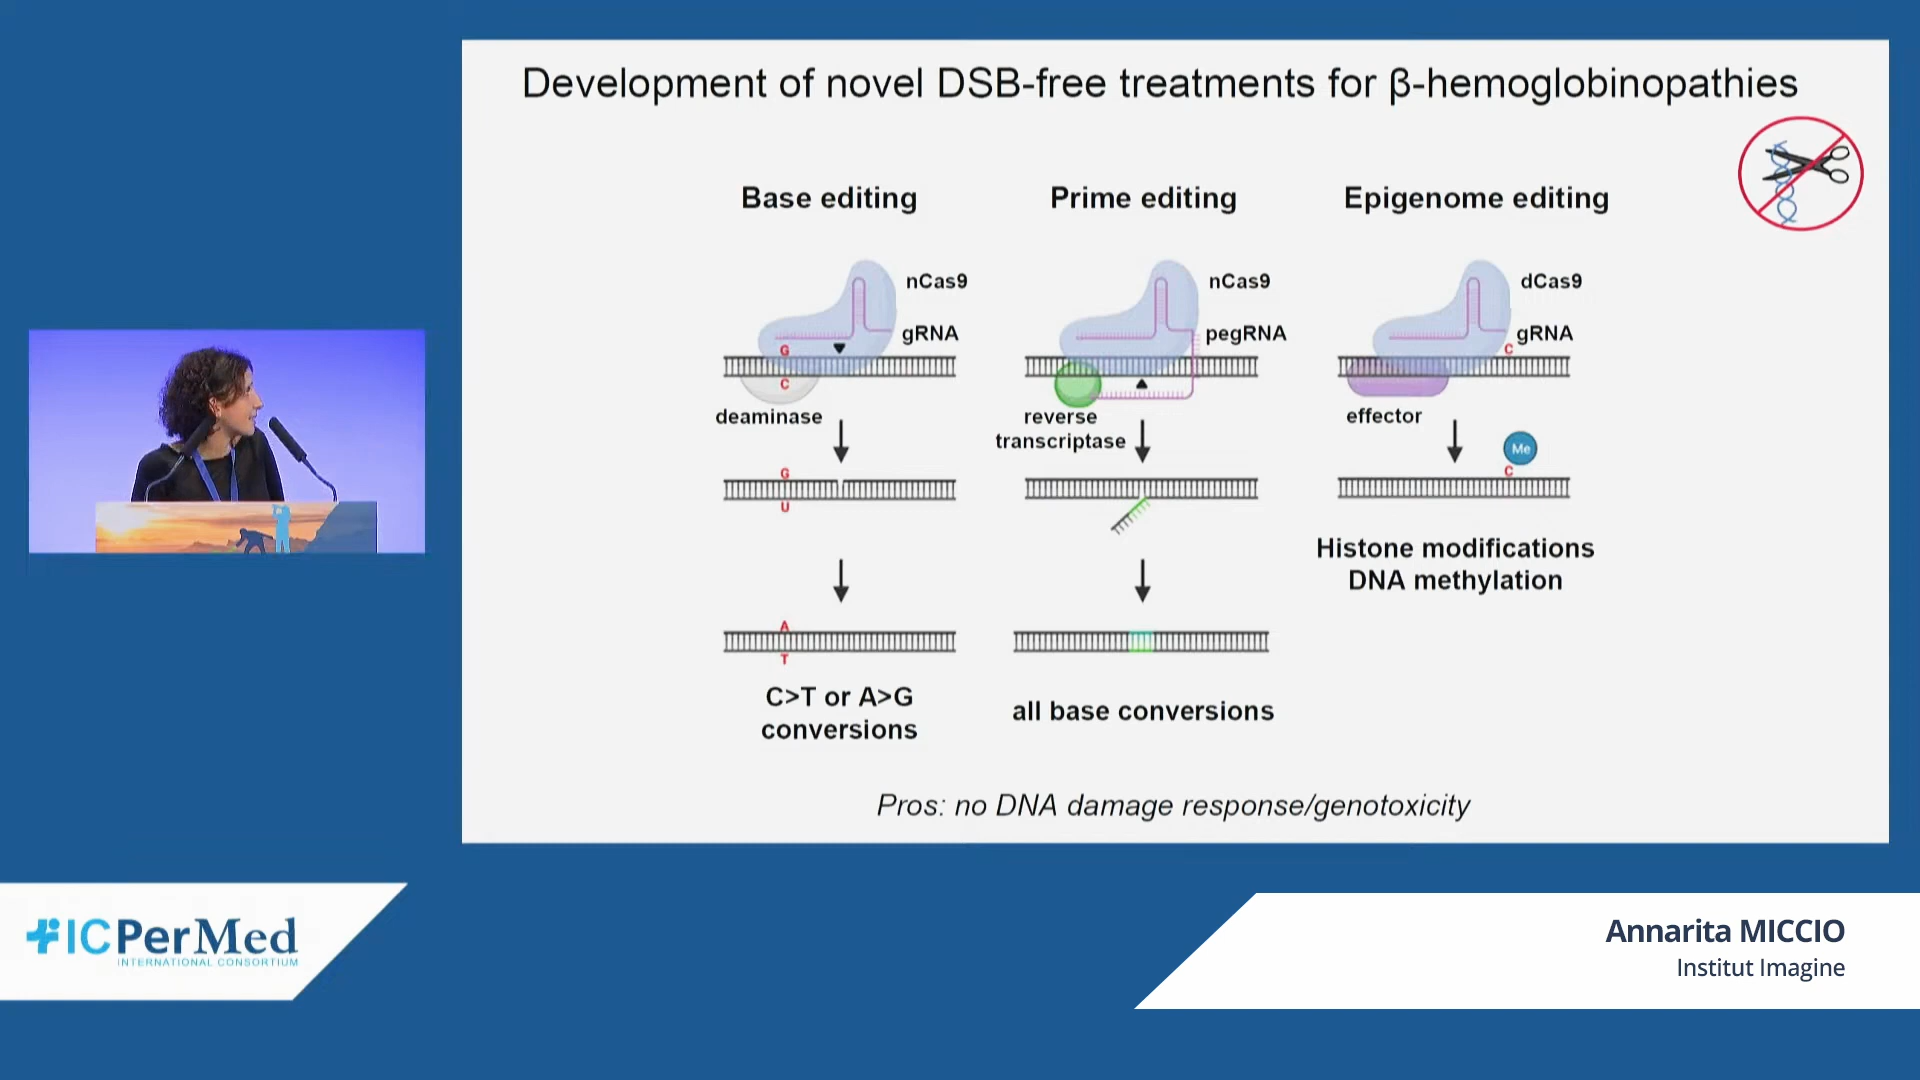 Development of novel DSB-free treatments for β-hemoglobinopathies
Base editing
nCas9
gRNA
G
C
deaminase
G
U
A
T
C>T or A>G
conversions
Prime editing
nCas9
pegRNA
reverse
transcriptase
all base conversions
Epigenome editing
dCas9
gRNA
C
effector
Me
C
Histone modifications
DNA methylation
Pros: no DNA damage response/genotoxicity
ICPerMed
INTERNATIONAL CONSORTIUM
Annarita MICCIO
Institut Imagine